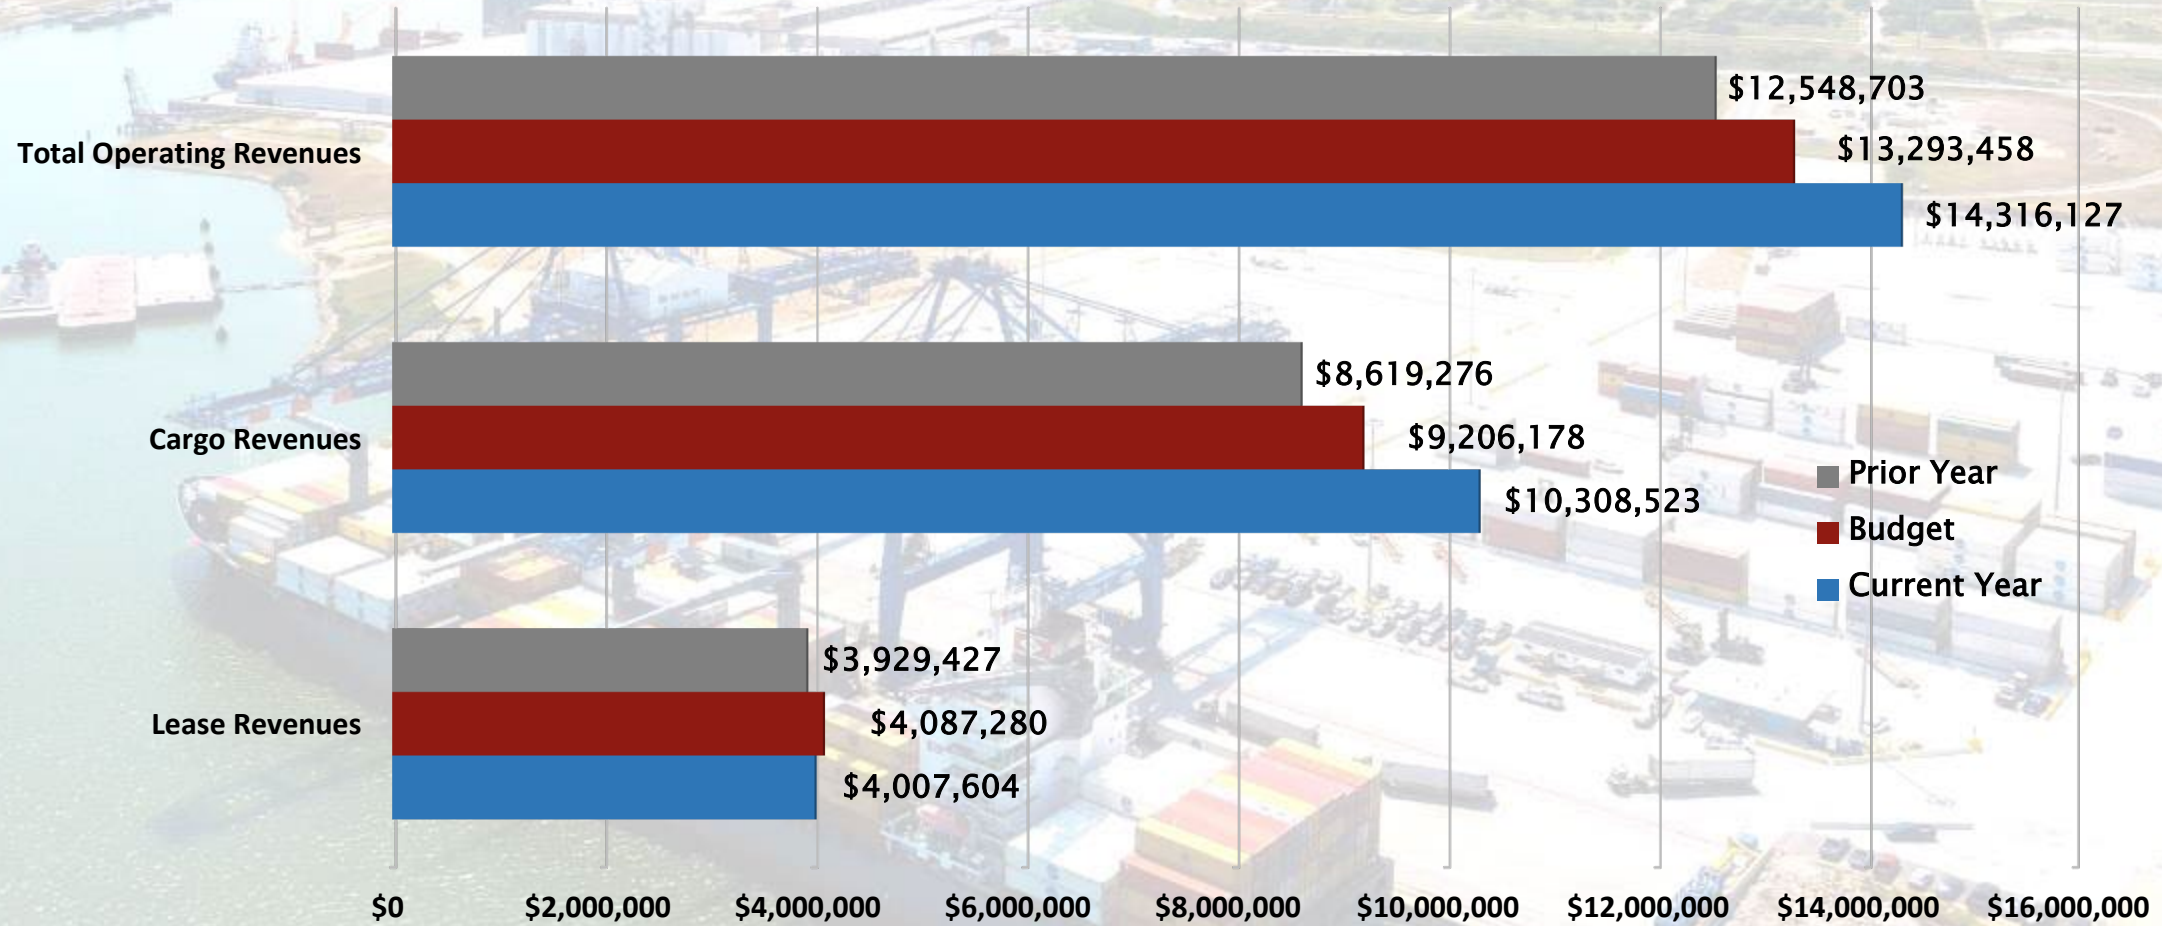 $12,548,703
Total Operating Revenues
$13,293,458
$14,316,127
$8,619,276
Cargo Revenues
$9,206,178
$10,308,523
Prior Year
Budget
Current Year
$3,929,427
Lease Revenues
$4,087,280
$4,007,604
$0 $2,000,000 $4,000,000 $6,000,000 $8,000,000 $10,000,000 $12,000,000 $14,000,000 $16,000,000